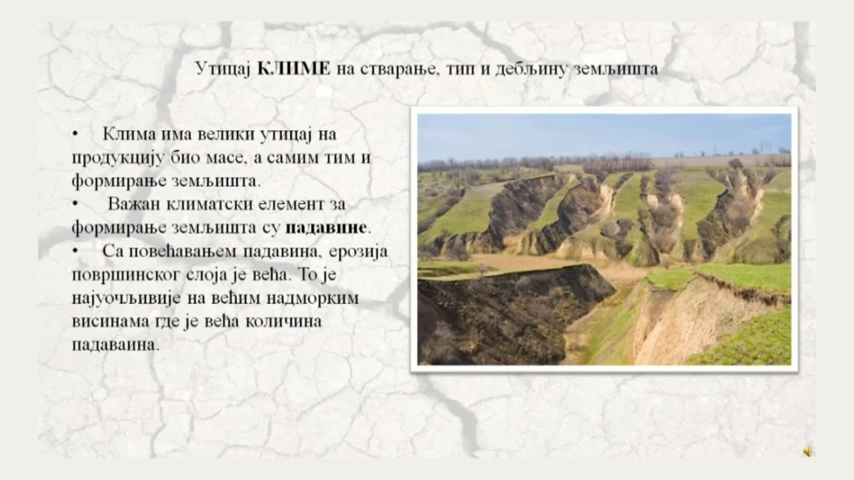 Утицај КЛИМЕ на стварање, тип и дебљину земљишта
• Клима има велики утицај на
продукцију био масе, а самим тим и
формирање земљишта.
• Важан климатски елемент за
формирање земљишта су падавине.
• Са повећавањем падавина, ерозија
површинског слоја је већа. То је
најуочљивије на већим надморким
висинама где је већа количина
падаваина.